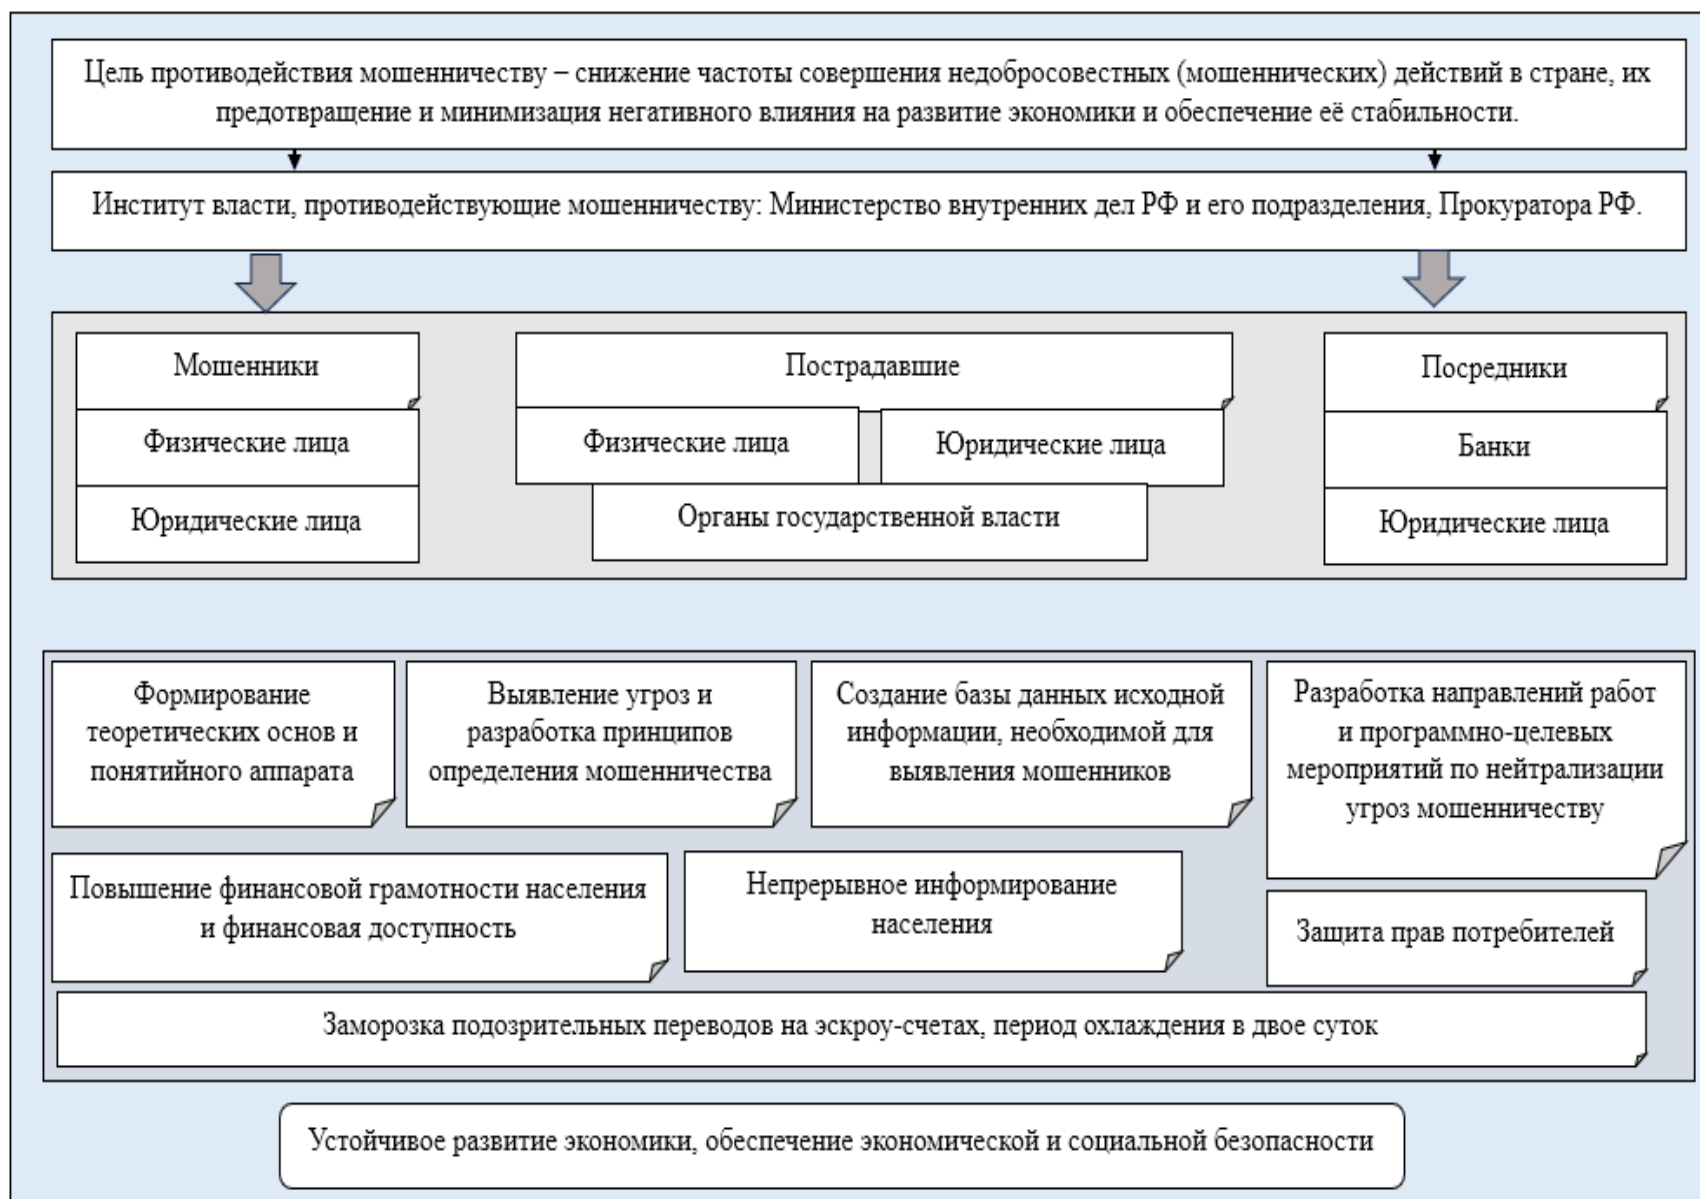 Цель противодействия мошенничеству – снижение частоты совершения недобросовестных (мошеннических) действий в стране, их
предотвращение и минимизация негативного влияния на развитие экономики и обеспечение её стабильности.
Институт власти, противодействующие мошенничеству: Министерство внутренних дел РФ и его подразделения, Прокуратора РФ.
Мошенники
Физические лица
Юридические лица
Пострадавшие
Физические лица
Юридические лица
Органы государственной власти
Посредники
Банки
Юридические лица
Формирование
теоретических основ и
понятийного аппарата
Выявление угроз и
разработка принципов
определения мошенничества
Создание базы данных исходной
информации, необходимой для
выявления мошенников
Разработка направлений работ
и программно-целевых
мероприятий по нейтрализации
угроз мошенничеству
Повышение финансовой грамотности населения
и финансовая доступность
Непрерывное информирование
населения
Защита прав потребителей
Заморозка подозрительных переводов на эскроу-счетах, период охлаждения в двое суток
Устойчивое развитие экономики, обеспечение экономической и социальной безопасности